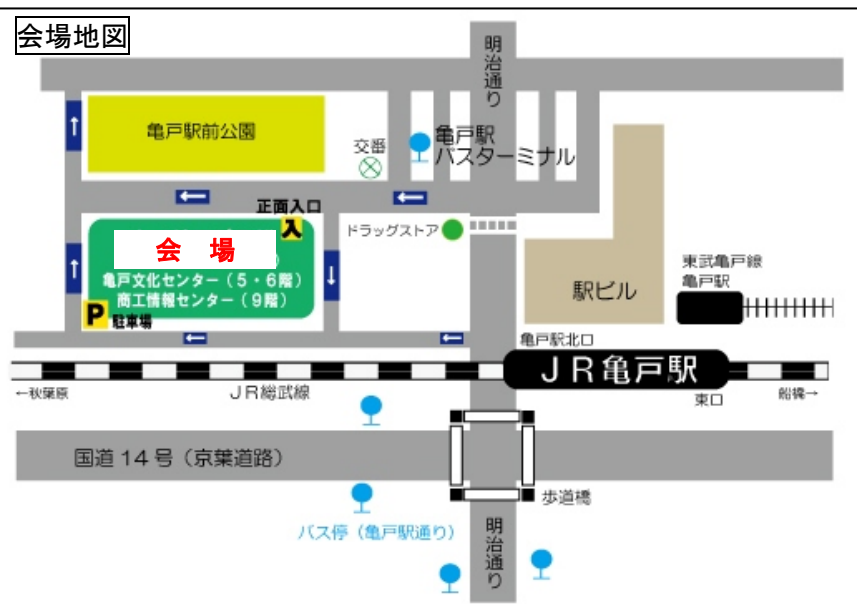 会場地図
明治通り
亀戸駅前公園
交番
亀戸駅
バスターミナル
正面入口
入
ドラッグストア
会 場
亀戸文化センター（5・6階）
商工情報センター（9階）
P
駐車場
駅ビル
東武亀戸線
亀戸駅
亀戸駅北口
JR亀戸駅
←秋葉原
JR総武線
東口
船橋→
国道14号（京葉道路）
歩道橋
バス停（亀戸駅通り）
明治通り